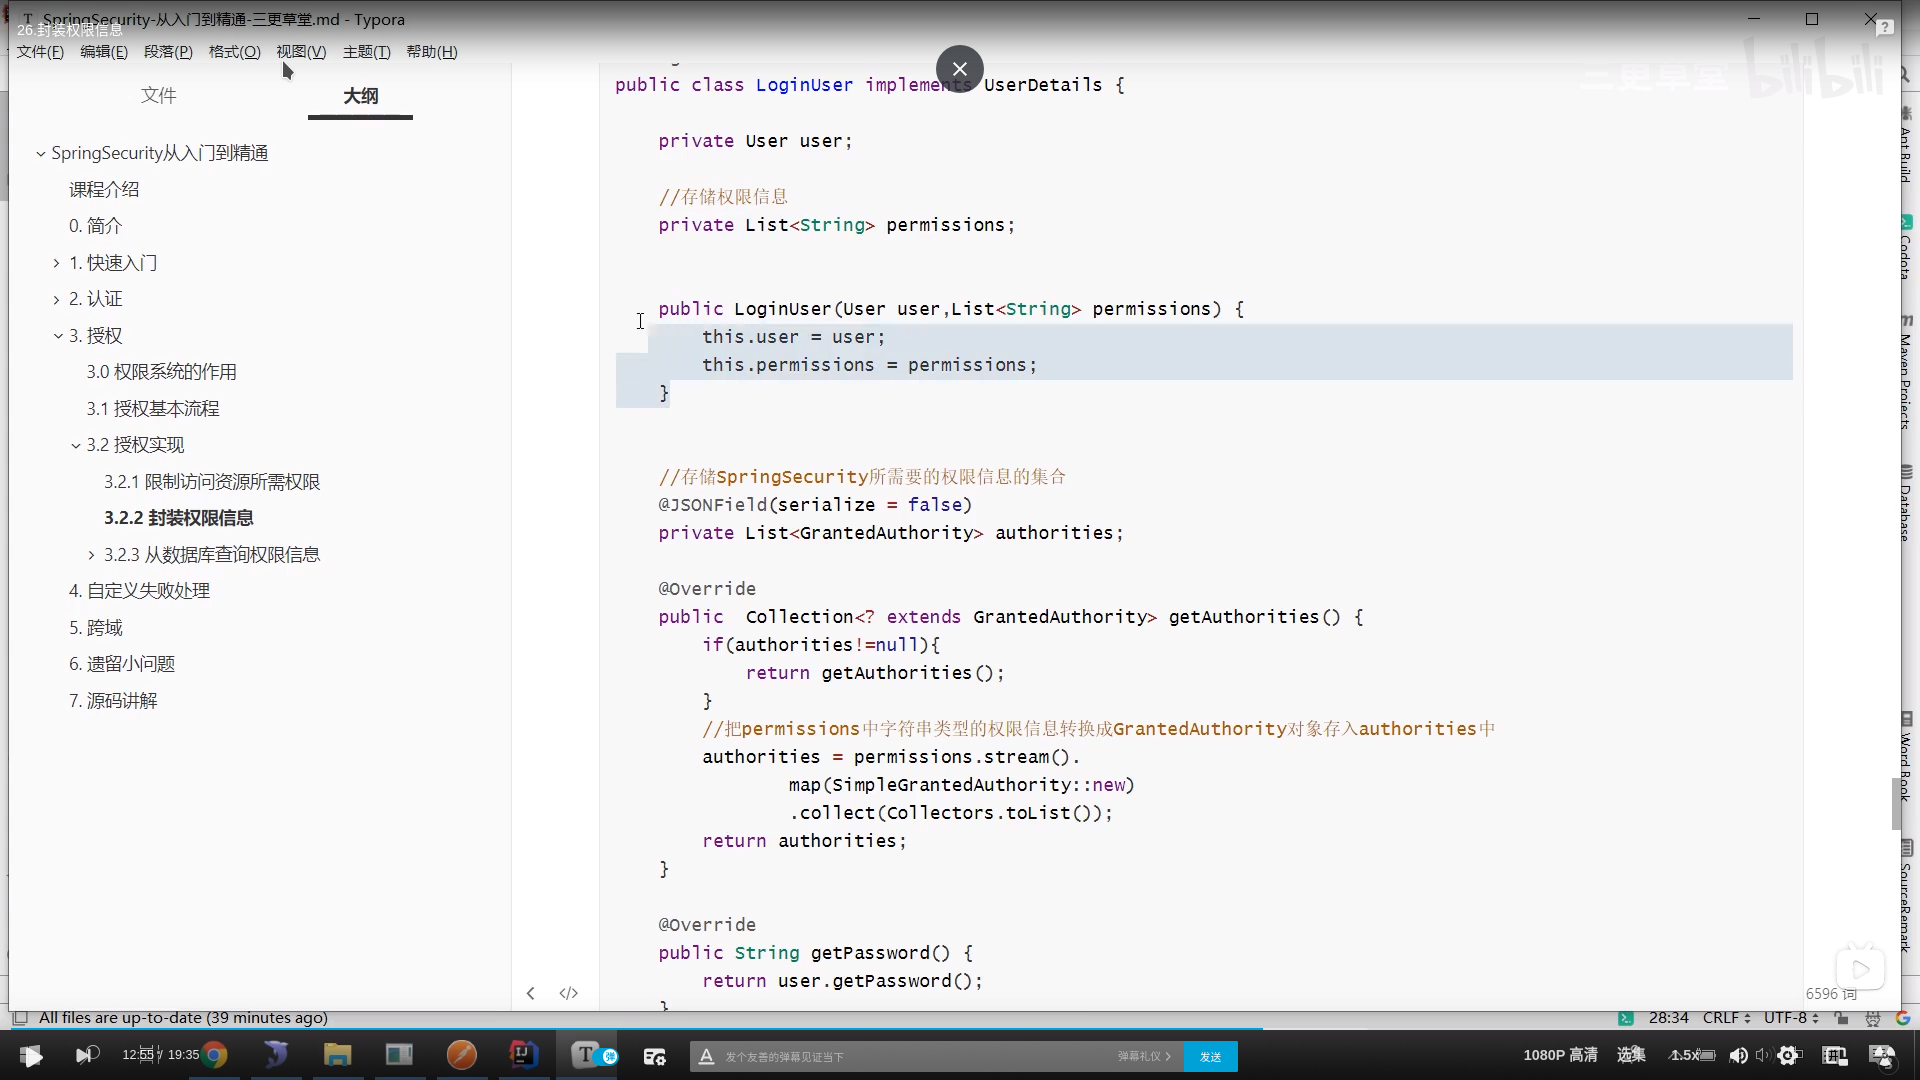 SpringSecurity-从入门到精通-三更草堂.md - Typora
26.封装权限信息
文件(F) 编辑(E) 段落(P) 格式(O) 视图(V) 主题(T) 帮助(H)
三更草堂 bilibili
文件 大纲
SpringSecurity从入门到精通
课程介绍
0. 简介
1. 快速入门
2. 认证
3. 授权
3.0 权限系统的作用
3.1 授权基本流程
3.2 授权实现
3.2.1 限制访问资源所需权限
3.2.2 封装权限信息
3.2.3 从数据库查询权限信息
4. 自定义失败处理
5. 跨域
6. 遗留小问题
7. 源码讲解
public class LoginUser implements UserDetails {
private User user;
//存储权限信息
private List<String> permissions;
public LoginUser(User user,List<String> permissions) {
this.user = user;
this.permissions = permissions;
}
//存储SpringSecurity所需要的权限信息的集合
@JSONField(serialize = false)
private List<GrantedAuthority> authorities;
@Override
public  Collection<? extends GrantedAuthority> getAuthorities() {
if(authorities!=null){
return getAuthorities();
}
//把permissions中字符串类型的权限信息转换成GrantedAuthority对象存入authorities中
authorities = permissions.stream().
map(SimpleGrantedAuthority::new)
.collect(Collectors.toList());
return authorities;
}
@Override
public String getPassword() {
return user.getPassword();
}
6596 词
Ant Build
Codota
Maven Projects
Database
Word Book
SourceRemark
All files are up-to-date (39 minutes ago)
28:34 CRLF UTF-8
12:55 / 19:35
发个友善的弹幕见证当下
弹幕礼仪
发送
1080P 高清
选集
1.5x